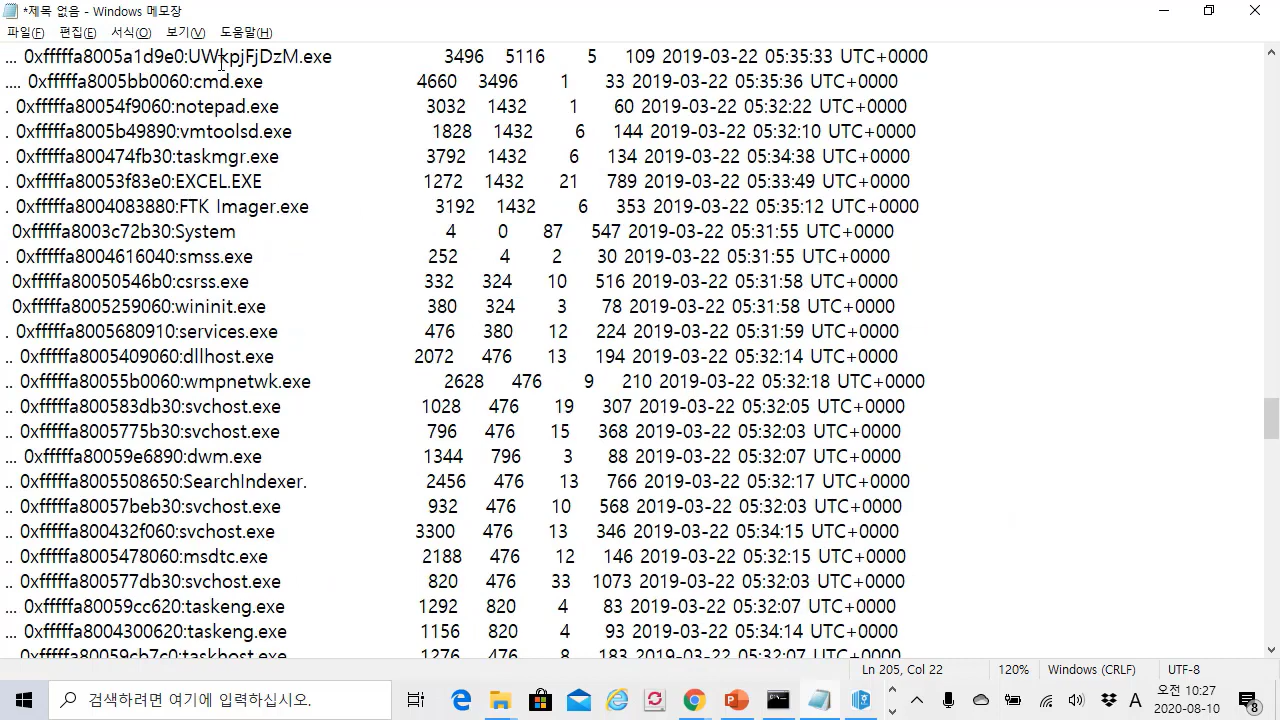 *제목 없음 - Windows 메모장
파일(F) 편집(E) 서식(O) 보기(V) 도움말(H)
... 0xfffffa8005a1d9e0:UWkpjFjDzM.exe 3496 5116 5 109 2019-03-22 05:35:33 UTC+0000
.... 0xfffffa8005bb0060:cmd.exe 4660 3496 1 33 2019-03-22 05:35:36 UTC+0000
. 0xfffffa80054f9060:notepad.exe 3032 1432 1 60 2019-03-22 05:32:22 UTC+0000
. 0xfffffa8005b49890:vmtoolsd.exe 1828 1432 6 144 2019-03-22 05:32:10 UTC+0000
. 0xfffffa800474fb30:taskmgr.exe 3792 1432 6 134 2019-03-22 05:34:38 UTC+0000
. 0xfffffa80053f83e0:EXCEL.EXE 1272 1432 21 789 2019-03-22 05:33:49 UTC+0000
. 0xfffffa8004083880:FTK Imager.exe 3192 1432 6 353 2019-03-22 05:35:12 UTC+0000
0xfffffa8003c72b30:System 4 0 87 547 2019-03-22 05:31:55 UTC+0000
. 0xfffffa8004616040:smss.exe 252 4 2 30 2019-03-22 05:31:55 UTC+0000
0xfffffa80050546b0:csrss.exe 332 324 10 516 2019-03-22 05:31:58 UTC+0000
0xfffffa8005259060:wininit.exe 380 324 3 78 2019-03-22 05:31:58 UTC+0000
. 0xfffffa8005680910:services.exe 476 380 12 224 2019-03-22 05:31:59 UTC+0000
.. 0xfffffa8005409060:dllhost.exe 2072 476 13 194 2019-03-22 05:32:14 UTC+0000
.. 0xfffffa80055b0060:wmpnetwk.exe 2628 476 9 210 2019-03-22 05:32:18 UTC+0000
.. 0xfffffa800583db30:svchost.exe 1028 476 19 307 2019-03-22 05:32:05 UTC+0000
.. 0xfffffa8005775b30:svchost.exe 796 476 15 368 2019-03-22 05:32:03 UTC+0000
... 0xfffffa80059e6890:dwm.exe 1344 796 3 88 2019-03-22 05:32:07 UTC+0000
.. 0xfffffa8005508650:SearchIndexer. 2456 476 13 766 2019-03-22 05:32:17 UTC+0000
.. 0xfffffa80057beb30:svchost.exe 932 476 10 568 2019-03-22 05:32:03 UTC+0000
.. 0xfffffa800432f060:svchost.exe 3300 476 13 346 2019-03-22 05:34:15 UTC+0000
.. 0xfffffa8005478060:msdtc.exe 2188 476 12 146 2019-03-22 05:32:15 UTC+0000
.. 0xfffffa800577db30:svchost.exe 820 476 33 1073 2019-03-22 05:32:03 UTC+0000
... 0xfffffa80059cc620:taskeng.exe 1292 820 4 83 2019-03-22 05:32:07 UTC+0000
... 0xfffffa8004300620:taskeng.exe 1156 820 4 93 2019-03-22 05:34:14 UTC+0000
.. 0xfffffa80059cb7c0:taskhost.exe 1276 476 8 183 2019-03-22 05:32:07 UTC+0000
Ln 205, Col 22 120% Windows (CRLF) UTF-8
검색하려면 여기에 입력하십시오.
A
오전 10:27
2020-08-10
8